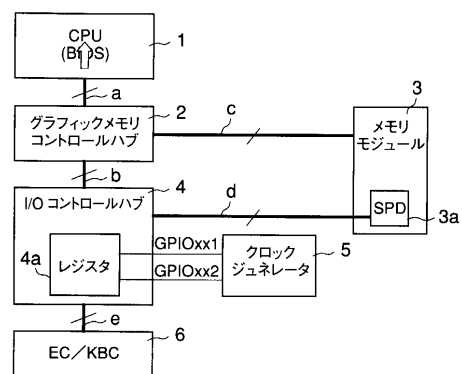 CPU
(BIOS)
1
a
グラフィックメモリ
コントロールハブ
2
c
3
メモリ
モジュール
b
I/O コントロールハブ
4
d
SPD
3a
4a
レジスタ
GPIOxx1
GPIOxx2
クロック
ジュネレータ
5
e
EC／KBC
6